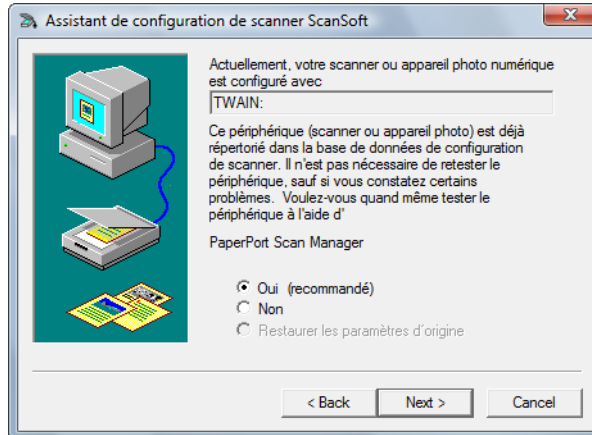 Assistant de configuration de scanner ScanSoft
Actuellement, votre scanner ou appareil photo numérique
est configuré avec
TWAIN:
Ce périphérique (scanner ou appareil photo) est déjà
répertorié dans la base de données de configuration
de scanner. Il n'est pas nécessaire de retester le
périphérique, sauf si vous constatez certains
problèmes. Voulez-vous quand même tester le
périphérique à l'aide d'
PaperPort Scan Manager
Oui (recommandé)
Non
Restaurer les paramètres d'origine
< Back
Next >
Cancel